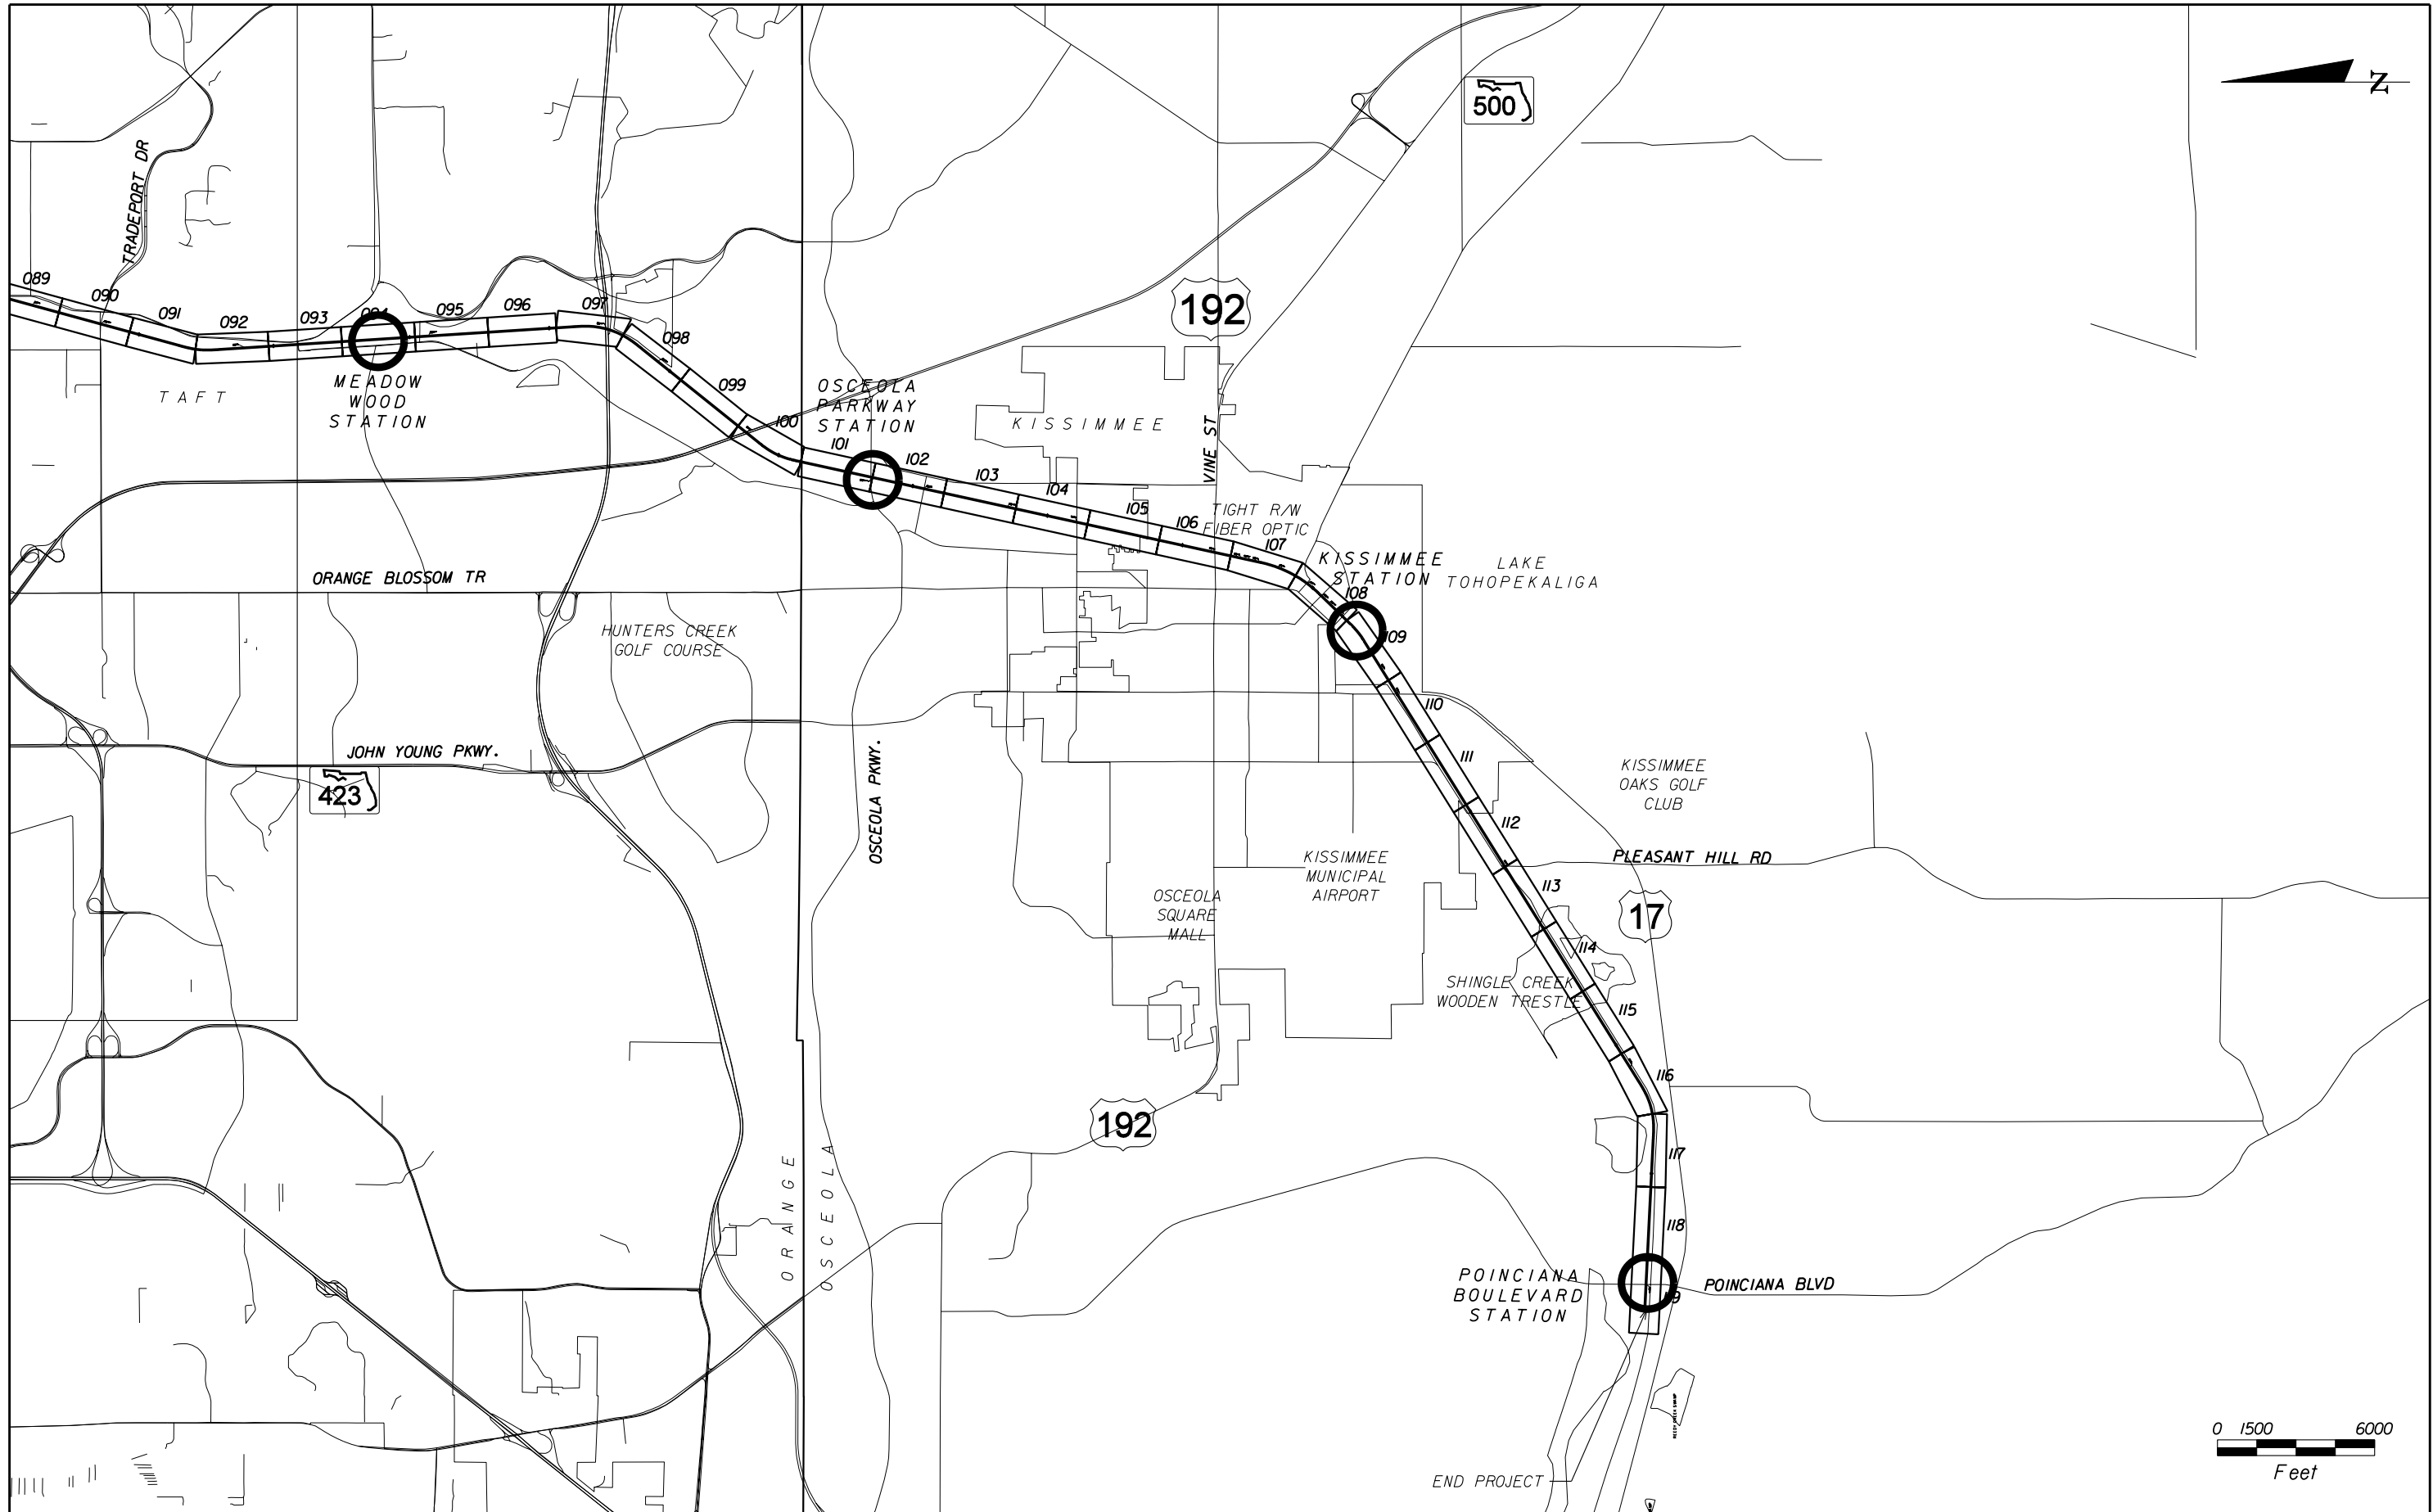 500
N
TRADEPORT DR
089
090
091
092
093
094
095
096
097
098
099
100
101
102
103
104
105
106
107
108
109
110
111
112
113
114
115
116
117
118
119
192
TAFT
MEADOW
WOOD
STATION
OSCEOLA
PARKWAY
STATION
KISSIMMEE
VINE ST
TIGHT R/W
FIBER OPTIC
KISSIMMEE
STATION
LAKE
TOHOPEKALIGA
ORANGE BLOSSOM TR
HUNTERS CREEK
GOLF COURSE
JOHN YOUNG PKWY.
423
OSCEOLA PKWY.
KISSIMMEE
OAKS GOLF
CLUB
PLEASANT HILL RD
KISSIMMEE
MUNICIPAL
AIRPORT
OSCEOLA
SQUARE
MALL
17
SHINGLE CREEK
WOODEN TRESTLE
192
ORANGE
OSCEOLA
POINCIANA
BOULEVARD
STATION
POINCIANA BLVD
REEDY CREEK SWAMP
END PROJECT
0 1500 6000
Feet